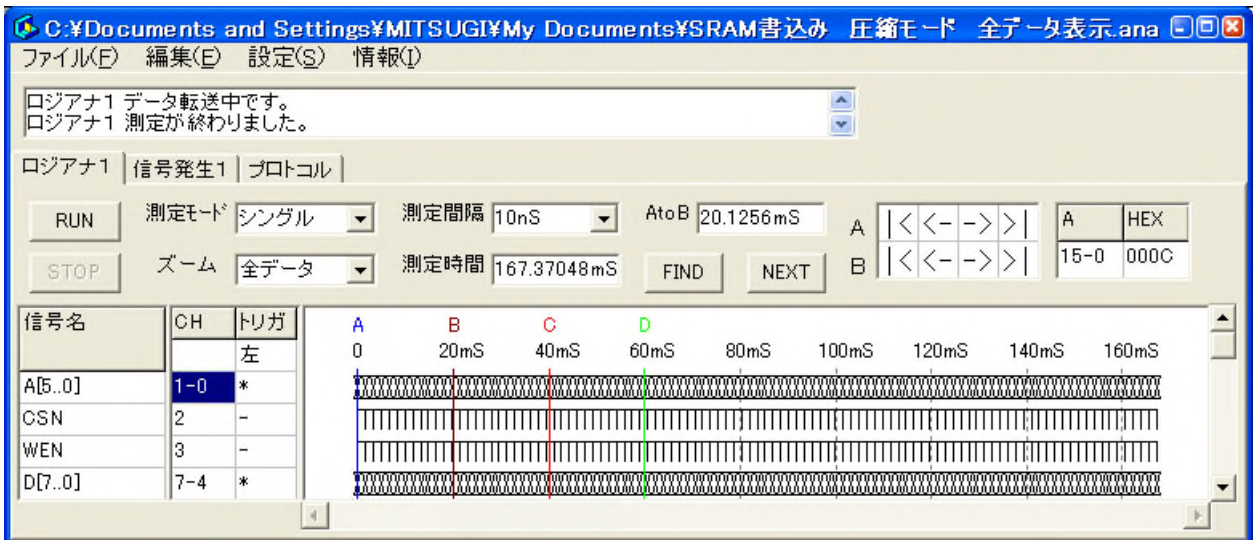 C:¥Documents and Settings¥MITSUGI¥My Documents¥SRAM書込み 圧縮モード 全データ表示.ana
ファイル(F) 編集(E) 設定(S) 情報(I)
ロジアナ1 データ転送中です。
ロジアナ1 測定が終わりました。
ロジアナ1 信号発生1 プロトコル
RUN 測定モード シングル 測定間隔 10nS AtoB 20.1256mS A |< <- -> >| A HEX
STOP ズーム 全データ 測定時間 167.37048mS FIND NEXT B |< <- -> >| 15-0 000C
信号名 CH トリガ A B C D
左 0 20mS 40mS 60mS 80mS 100mS 120mS 140mS 160mS
A[5..0] 1-0 *
CSN 2 -
WEN 3 -
D[7..0] 7-4 *